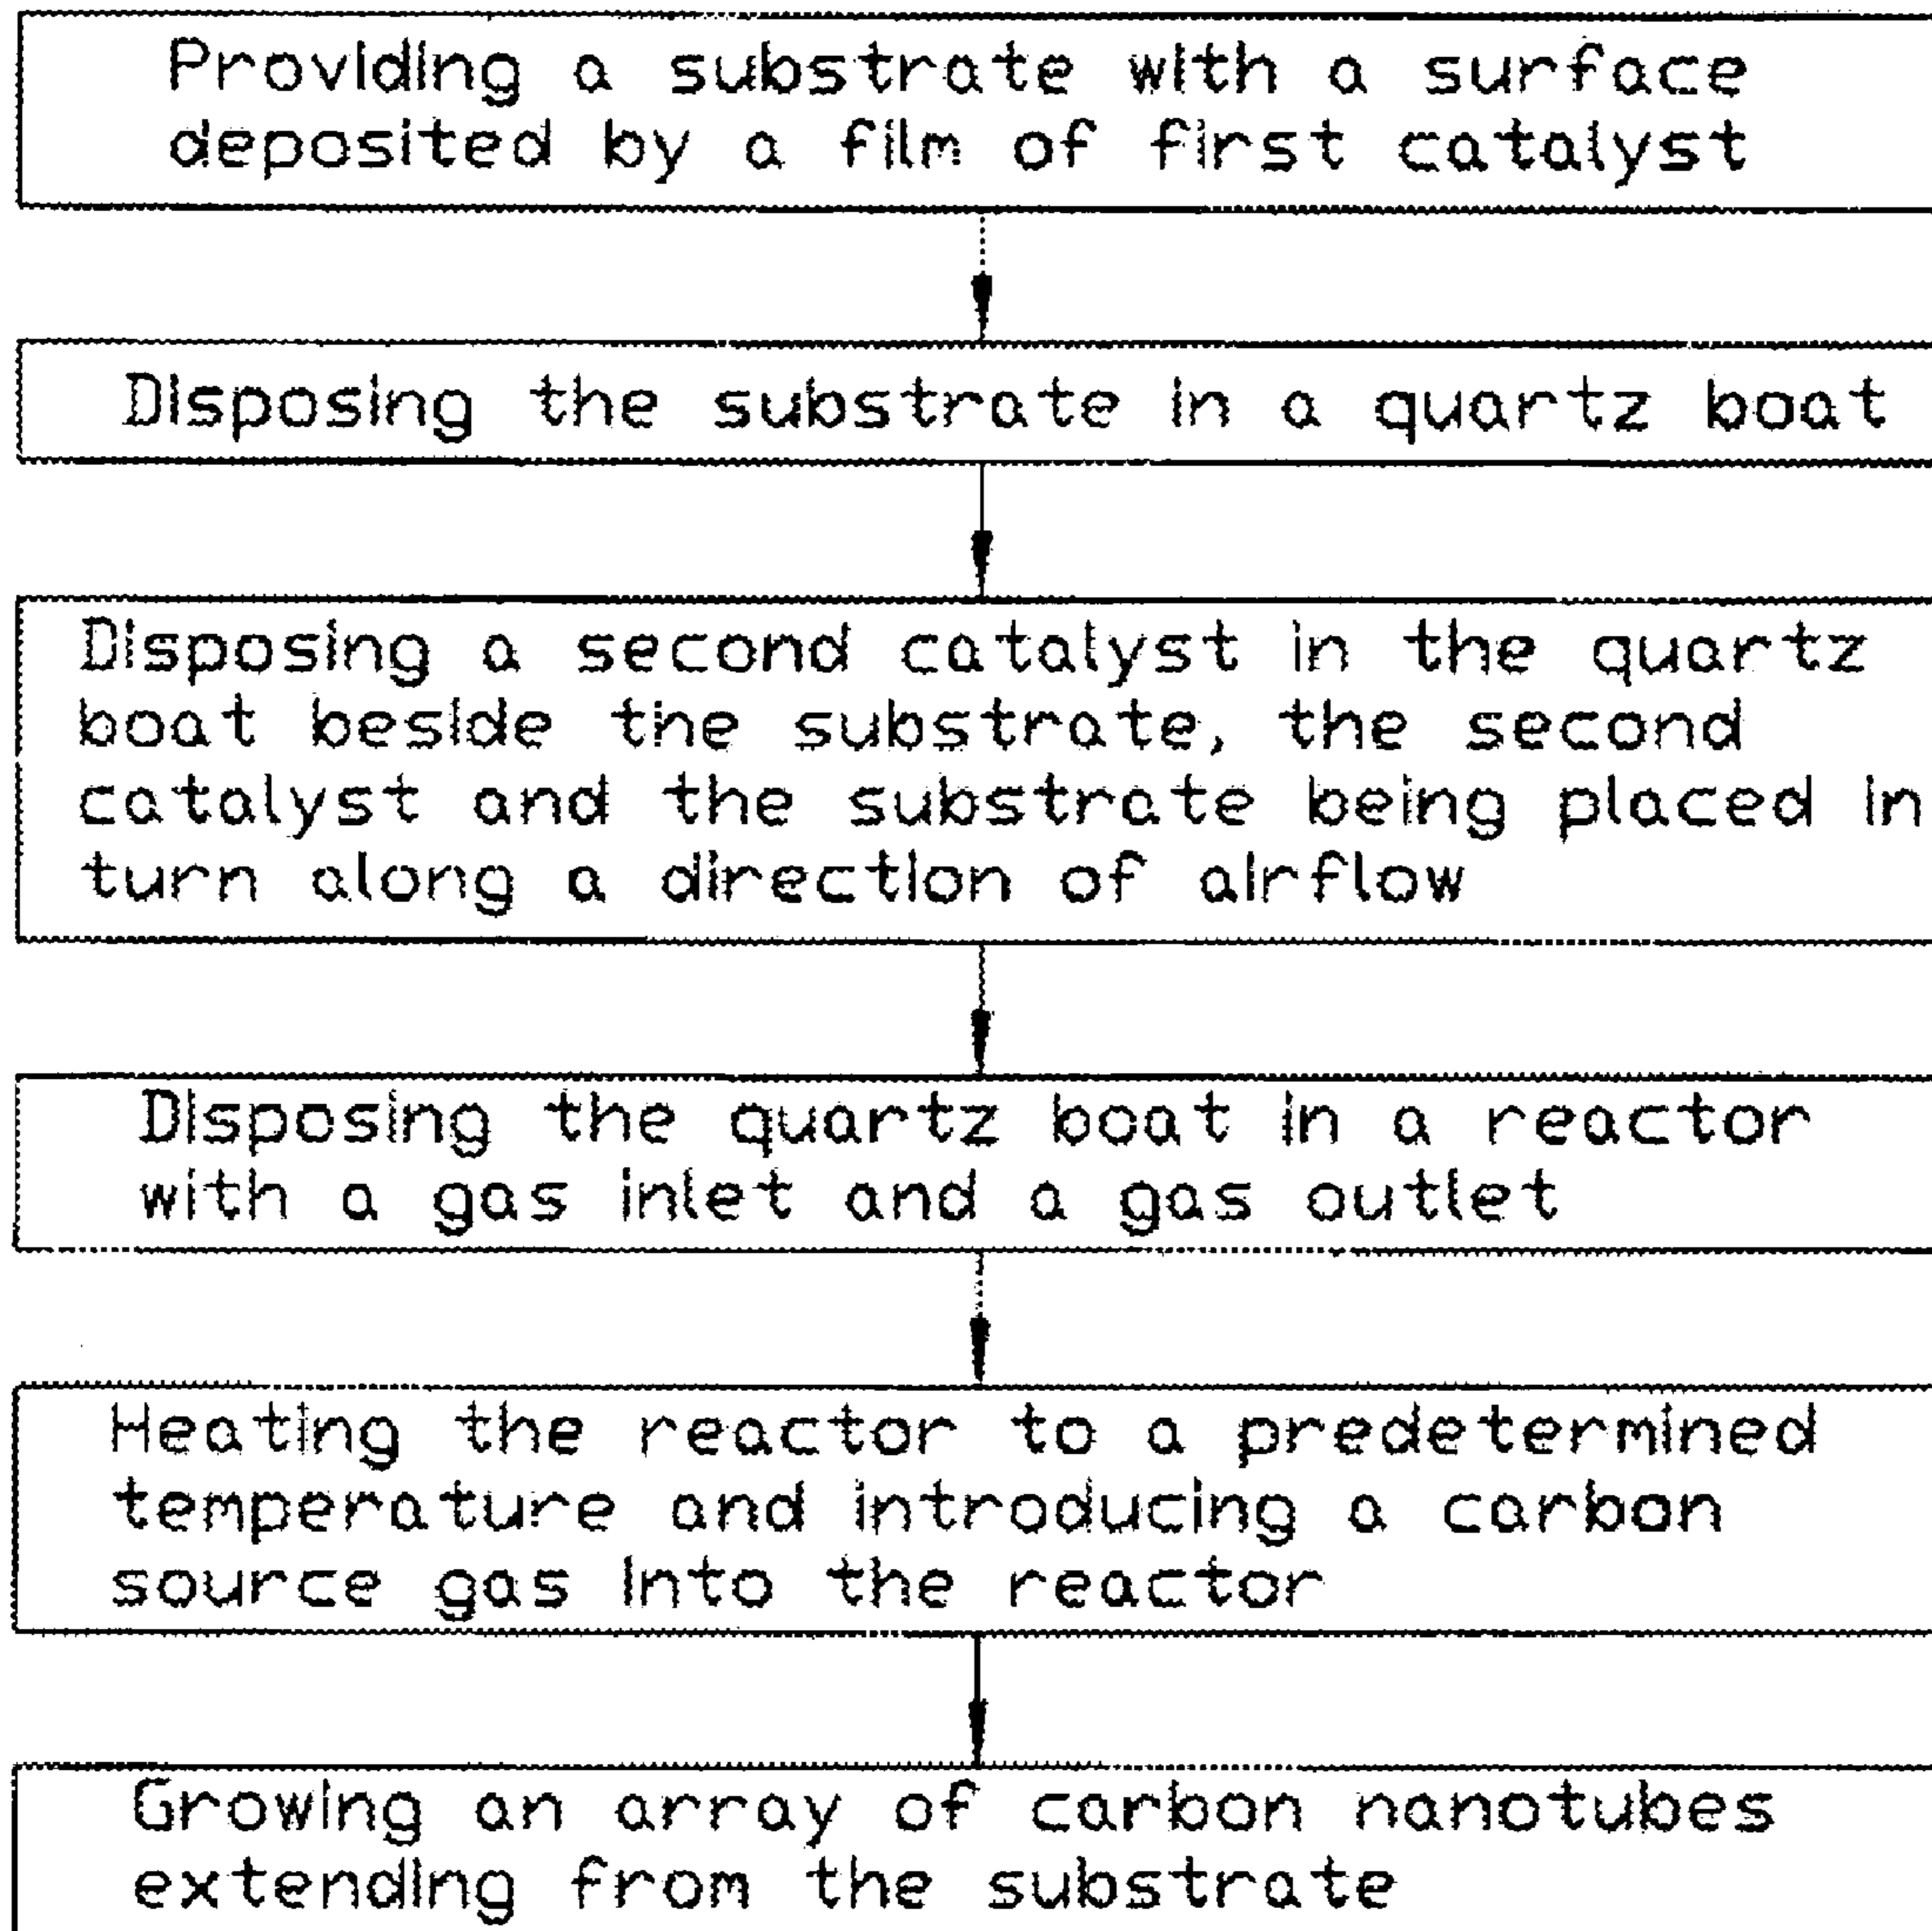 Providing a substrate with a surface
deposited by a film of first catalyst
Disposing the substrate in a quartz boat
Disposing a second catalyst in the quartz
boat beside the substrate, the second
catalyst and the substrate being placed in
turn along a direction of airflow
Disposing the quartz boat in a reactor
with a gas inlet and a gas outlet
Heating the reactor to a predetermined
temperature and introducing a carbon
source gas into the reactor
Growing an array of carbon nanotubes
extending from the substrate